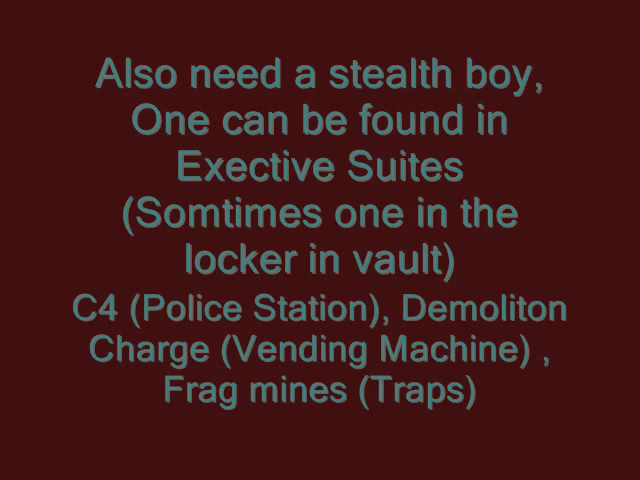 Also need a stealth boy,
One can be found in
Exective Suites
(Somtimes one in the
locker in vault)
C4 (Police Station), Demoliton
Charge (Vending Machine) ,
Frag mines (Traps)